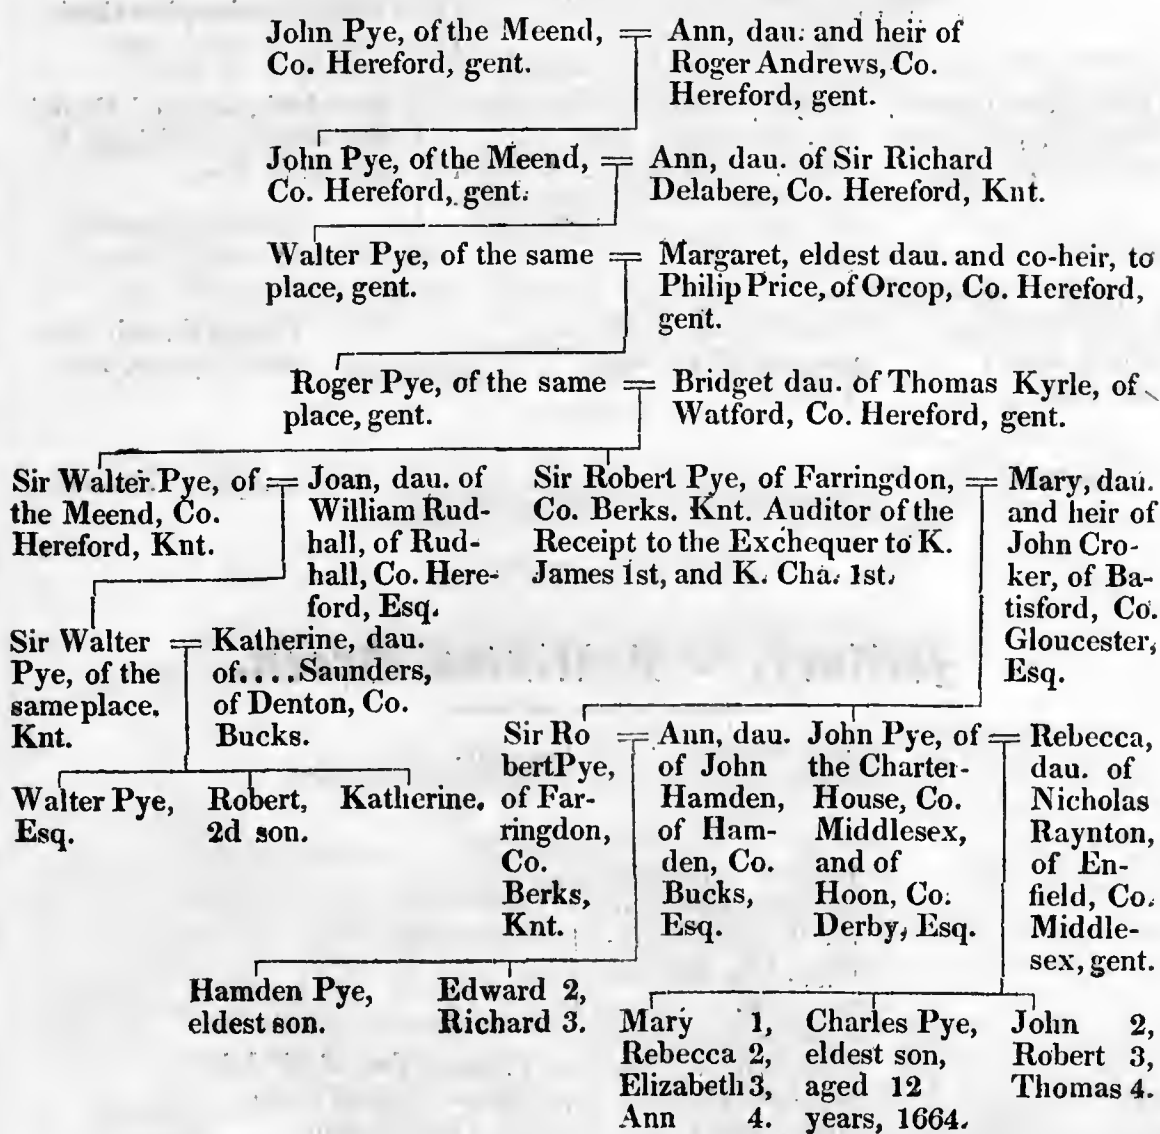 John Pye, of the Meend,
Co. Hereford, gent.
Ann, dau. and heir of
Roger Andrews, Co.
Hereford, gent.
John Pye, of the Meend,
Co. Hereford, gent.
Ann, dau. of Sir Richard
Delabere, Co. Hereford, Knt.
Walter Pye, of the same
place, gent.
Margaret, eldest dau. and co-heir, to
Philip Price, of Orcop, Co. Hereford,
gent.
Roger Pye, of the same
place, gent.
Bridget dau. of Thomas Kyrle, of
Watford, Co. Hereford, gent.
Sir Walter Pye, of
the Meend, Co.
Hereford, Knt.
Joan, dau. of
William Rud-
hall, of Rud-
hall, Co. Here-
ford, Esq.
Sir Robert Pye, of Farringdon,
Co. Berks. Knt. Auditor of the
Receipt to the Exchequer to K.
James 1st, and K. Cha. 1st.
Mary, dau.
and heir of
John Cro-
ker, of Ba-
tisford, Co.
Gloucester,
Esq.
Sir Walter
Pye, of the
same place.
Knt.
Katherine, dau.
of....Saunders,
of Denton, Co.
Bucks.
Sir Ro
bert Pye,
of Far-
ringdon,
Co.
Berks,
Knt.
Ann, dau.
of John
Hamden,
of Ham-
den, Co.
Bucks,
Esq.
John Pye, of
the Charter-
House, Co.
Middlesex,
and of
Hoon, Co.
Derby, Esq.
Rebecca,
dau. of
Nicholas
Raynton,
of En-
field, Co.
Middle-
sex, gent.
Walter Pye,
Esq.
Robert,
2d son.
Katherine.
Hamden Pye,
eldest son.
Edward 2,
Richard 3.
Mary 1,
Rebecca 2,
Elizabeth 3,
Ann 4.
Charles Pye,
eldest son,
aged 12
years, 1664.
John 2,
Robert 3,
Thomas 4.